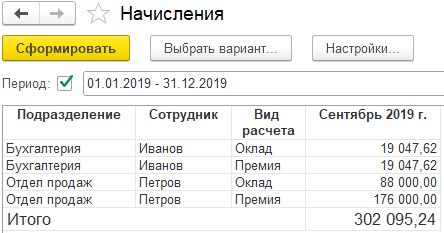 Начисления
Сформировать Выбрать вариант... Настройки...
Период: 01.01.2019 - 31.12.2019
Подразделение Сотрудник Вид расчета Сентябрь 2019 г.
Бухгалтерия Иванов Оклад 19 047,62
Бухгалтерия Иванов Премия 19 047,62
Отдел продаж Петров Оклад 88 000,00
Отдел продаж Петров Премия 176 000,00
Итого 302 095,24